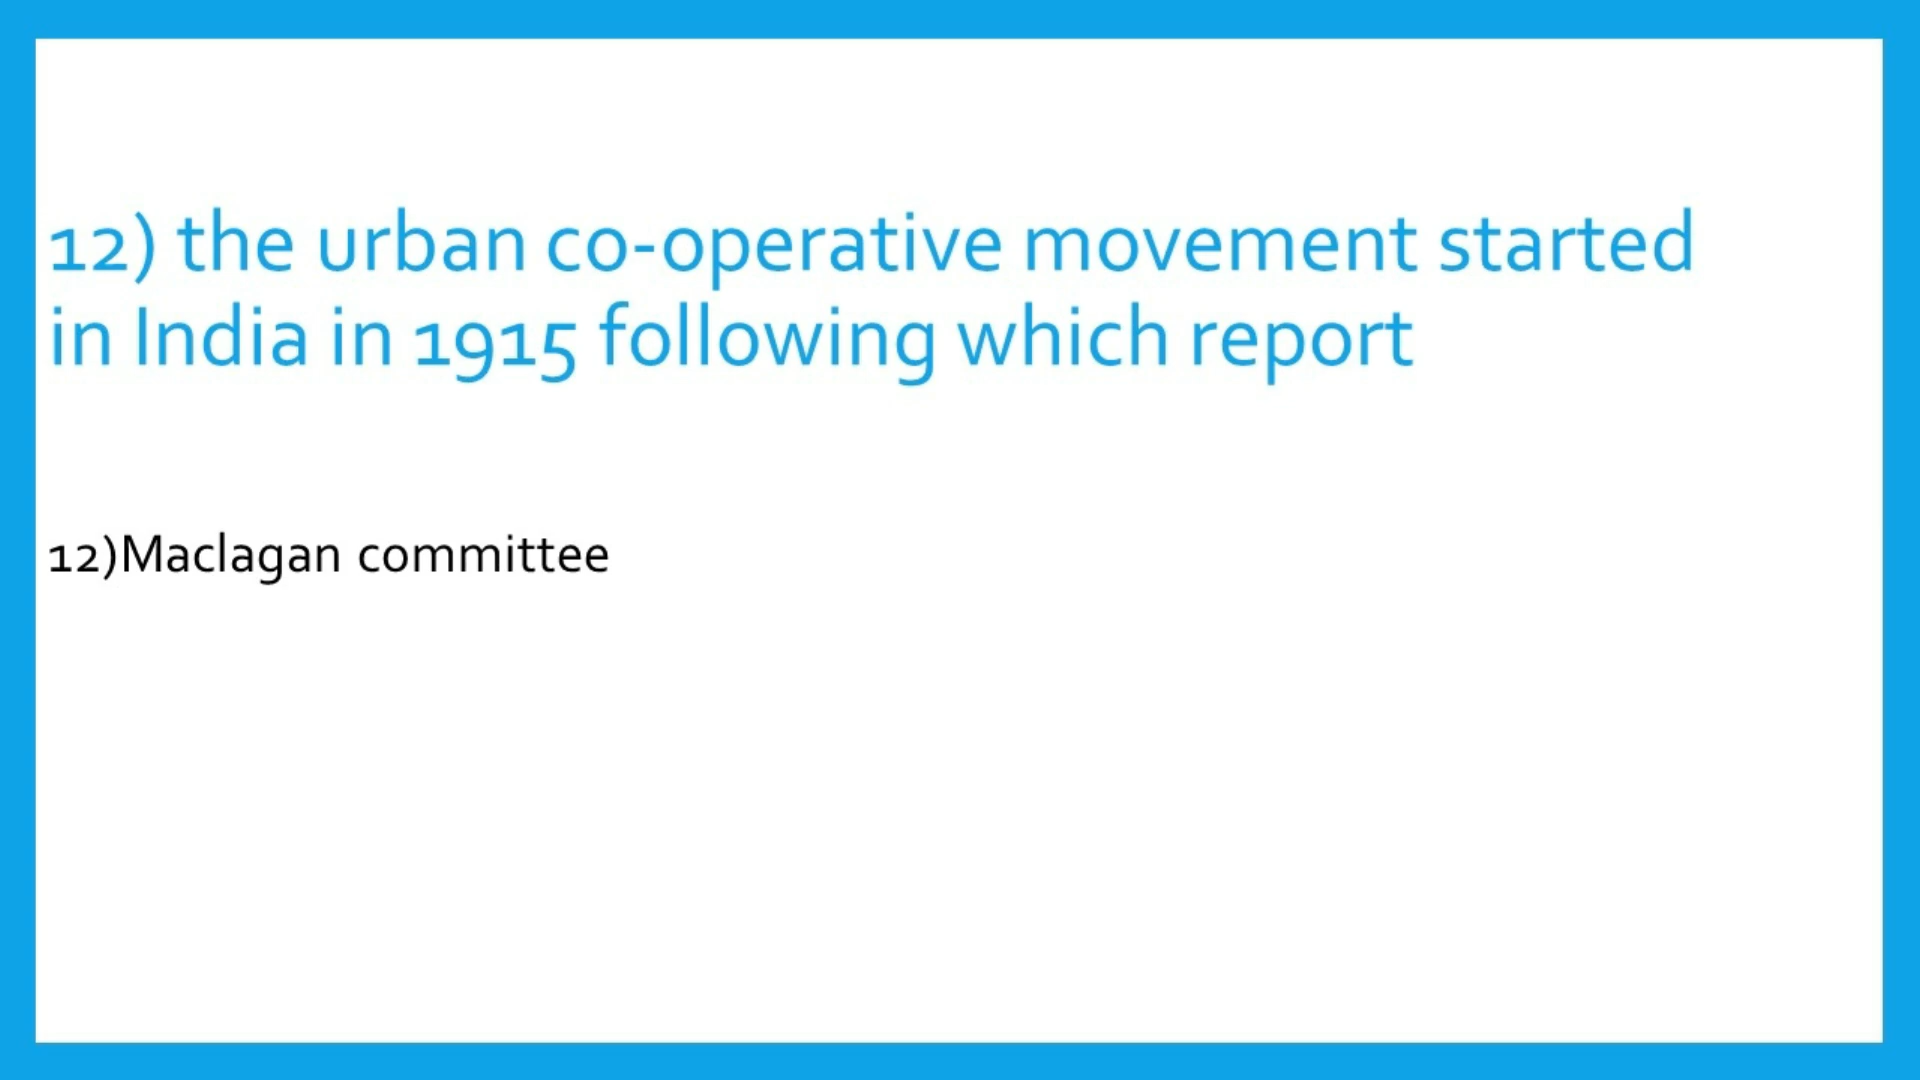 12) the urban co-operative movement started
in India in 1915 following which report
12)Maclagan committee